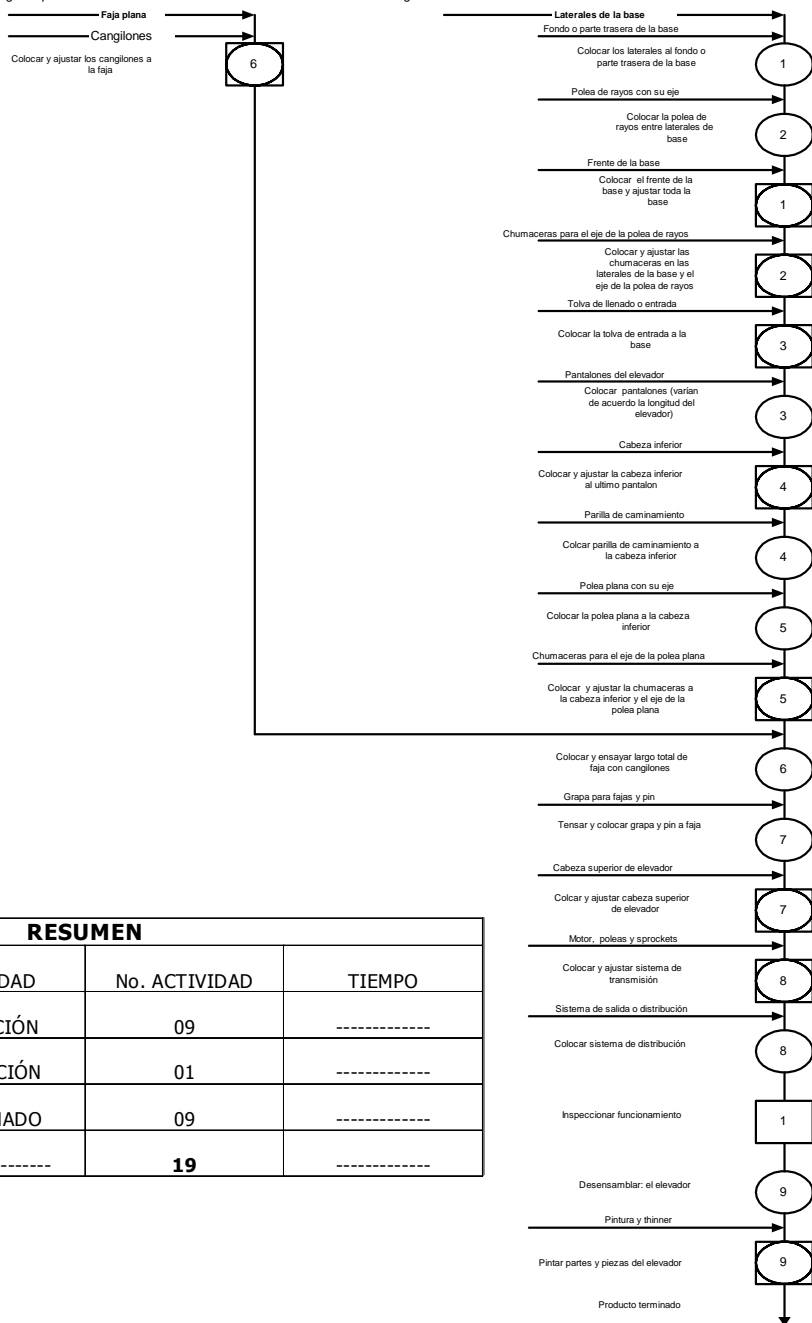 Faja plana
Cangilones
Colocar y ajustar los cangilones a
la faja
6
Laterales de la base
Fondo o parte trasera de la base
Colocar los laterales al fondo o
parte trasera de la base
1
Polea de rayos con su eje
Colocar la polea de
rayos entre laterales de
base
2
Frente de la base
Colocar el frente de la
base y ajustar toda la
base
1
Chumaceras para el eje de la polea de rayos
Colocar y ajustar las
chumaceras en las
laterales de la base y el
eje de la polea de rayos
2
Tolva de llenado o entrada
Colocar la tolva de entrada a la
base
3
Pantalones del elevador
Colocar pantalones (varían
de acuerdo la longitud del
elevador)
3
Cabeza inferior
Colocar y ajustar la cabeza inferior
al ultimo pantalon
4
Parilla de caminamiento
Colcar parilla de caminamiento a
la cabeza inferior
4
Polea plana con su eje
Colocar la polea plana a la cabeza
inferior
5
Chumaceras para el eje de la polea plana
Colocar y ajustar la chumaceras a
la cabeza inferior y el eje de la
polea plana
5
Colocar y ensayar largo total de
faja con cangilones
6
Grapa para fajas y pin
Tensar y colocar grapa y pin a faja
7
Cabeza superior de elevador
Colcar y ajustar cabeza superior
de elevador
7
Motor, poleas y sprockets
Colocar y ajustar sistema de
transmisión
8
Sistema de salida o distribución
Colocar sistema de distribución
8
Inspeccionar funcionamiento
1
Desensamblar: el elevador
9
Pintura y thinner
Pintar partes y piezas del elevador
9
Producto terminado
RESUMEN
DAD No. ACTIVIDAD TIEMPO
CIÓN 09 -------------
CIÓN 01 -------------
NADO 09 -------------
------- 19 -------------